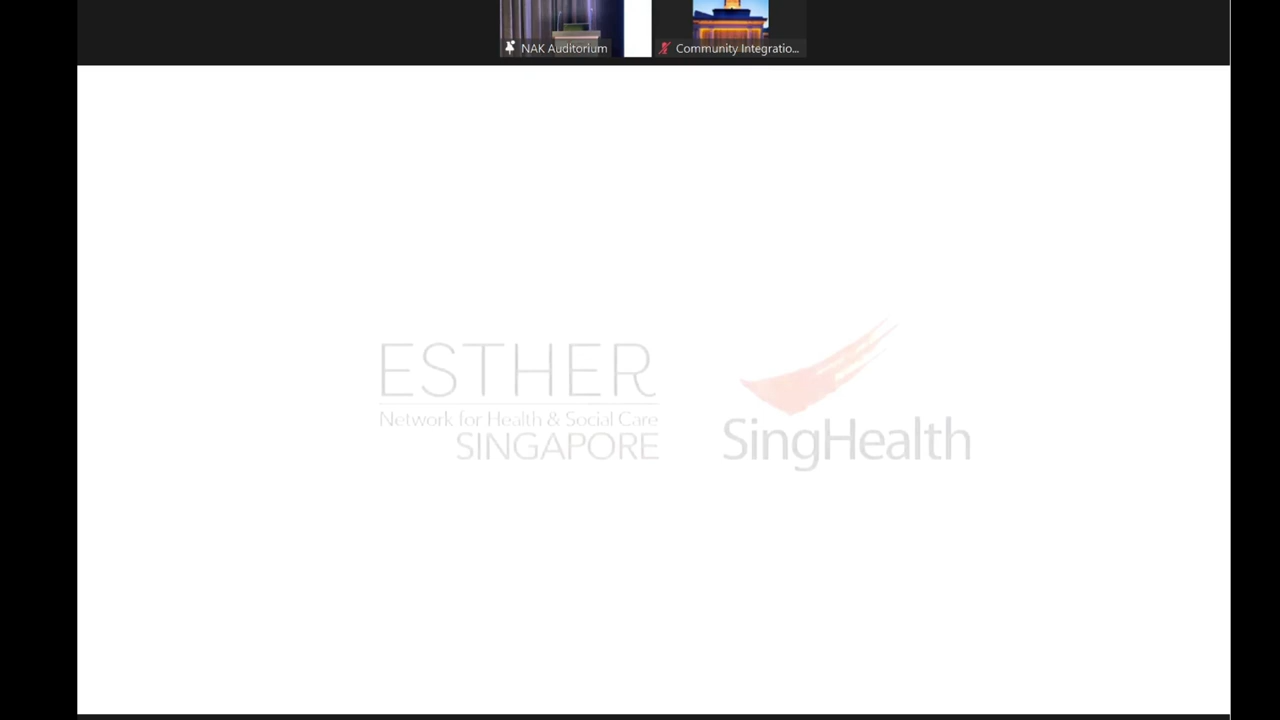 NAK Auditorium
Community Integratio...
ESTHER
Network for Health & Social Care
SINGAPORE
SingHealth